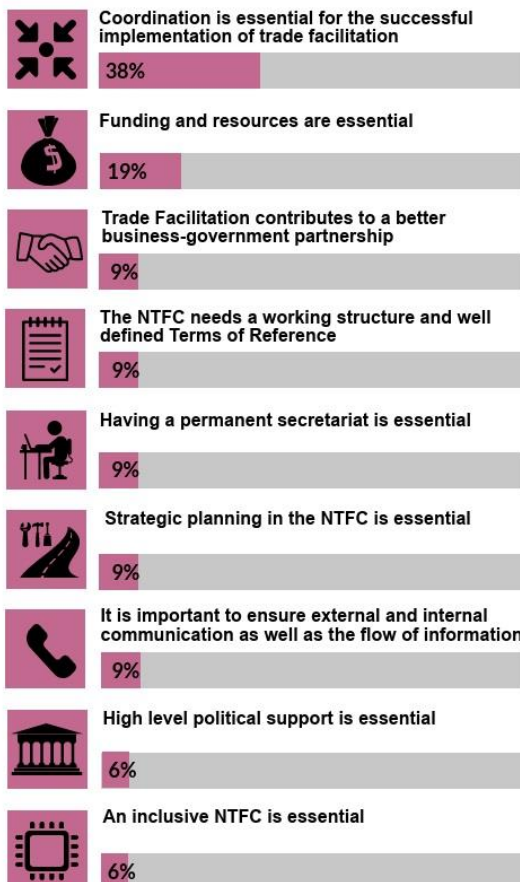 Coordination is essential for the successful
implementation of trade facilitation
38%
$
Funding and resources are essential
19%
Trade Facilitation contributes to a better
business-government partnership
9%
The NTFC needs a working structure and well
defined Terms of Reference
9%
Having a permanent secretariat is essential
9%
Strategic planning in the NTFC is essential
9%
It is important to ensure external and internal
communication as well as the flow of information
9%
High level political support is essential
6%
An inclusive NTFC is essential
6%